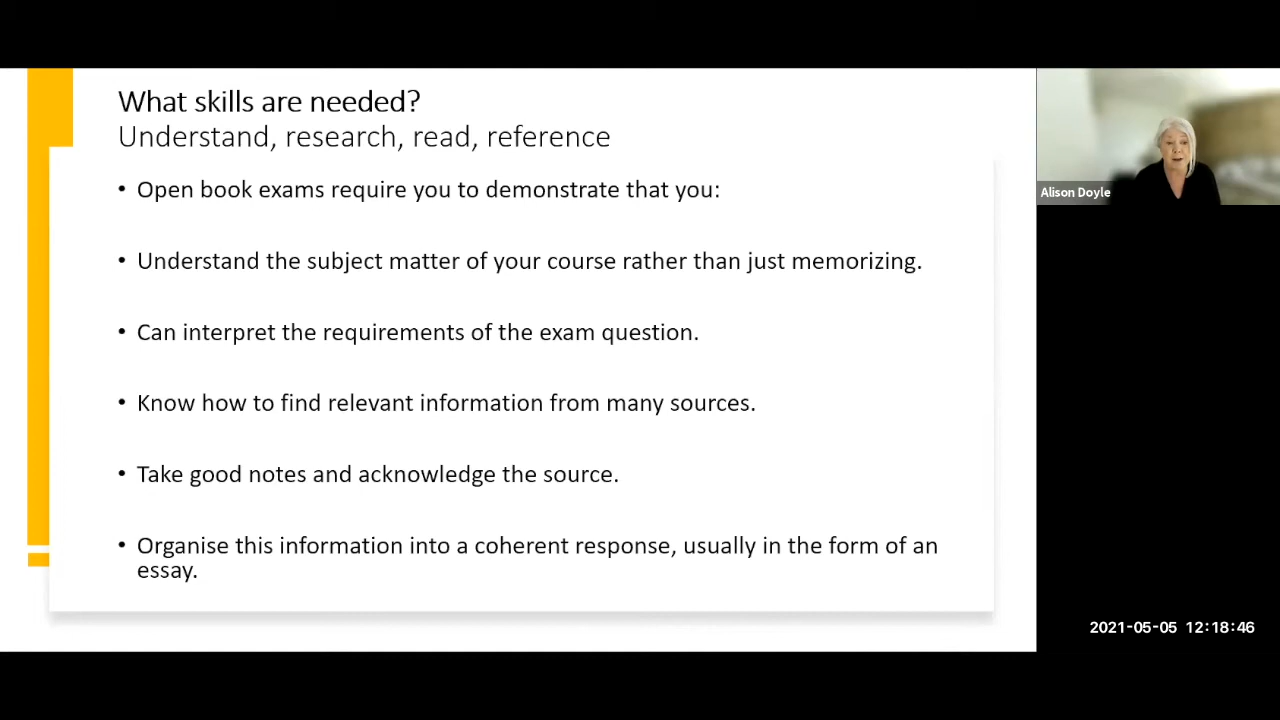 What skills are needed?
Understand, research, read, reference
• Open book exams require you to demonstrate that you:
• Understand the subject matter of your course rather than just memorizing.
• Can interpret the requirements of the exam question.
• Know how to find relevant information from many sources.
• Take good notes and acknowledge the source.
• Organise this information into a coherent response, usually in the form of an
essay.
Alison Doyle
2021-05-05 12:18:46